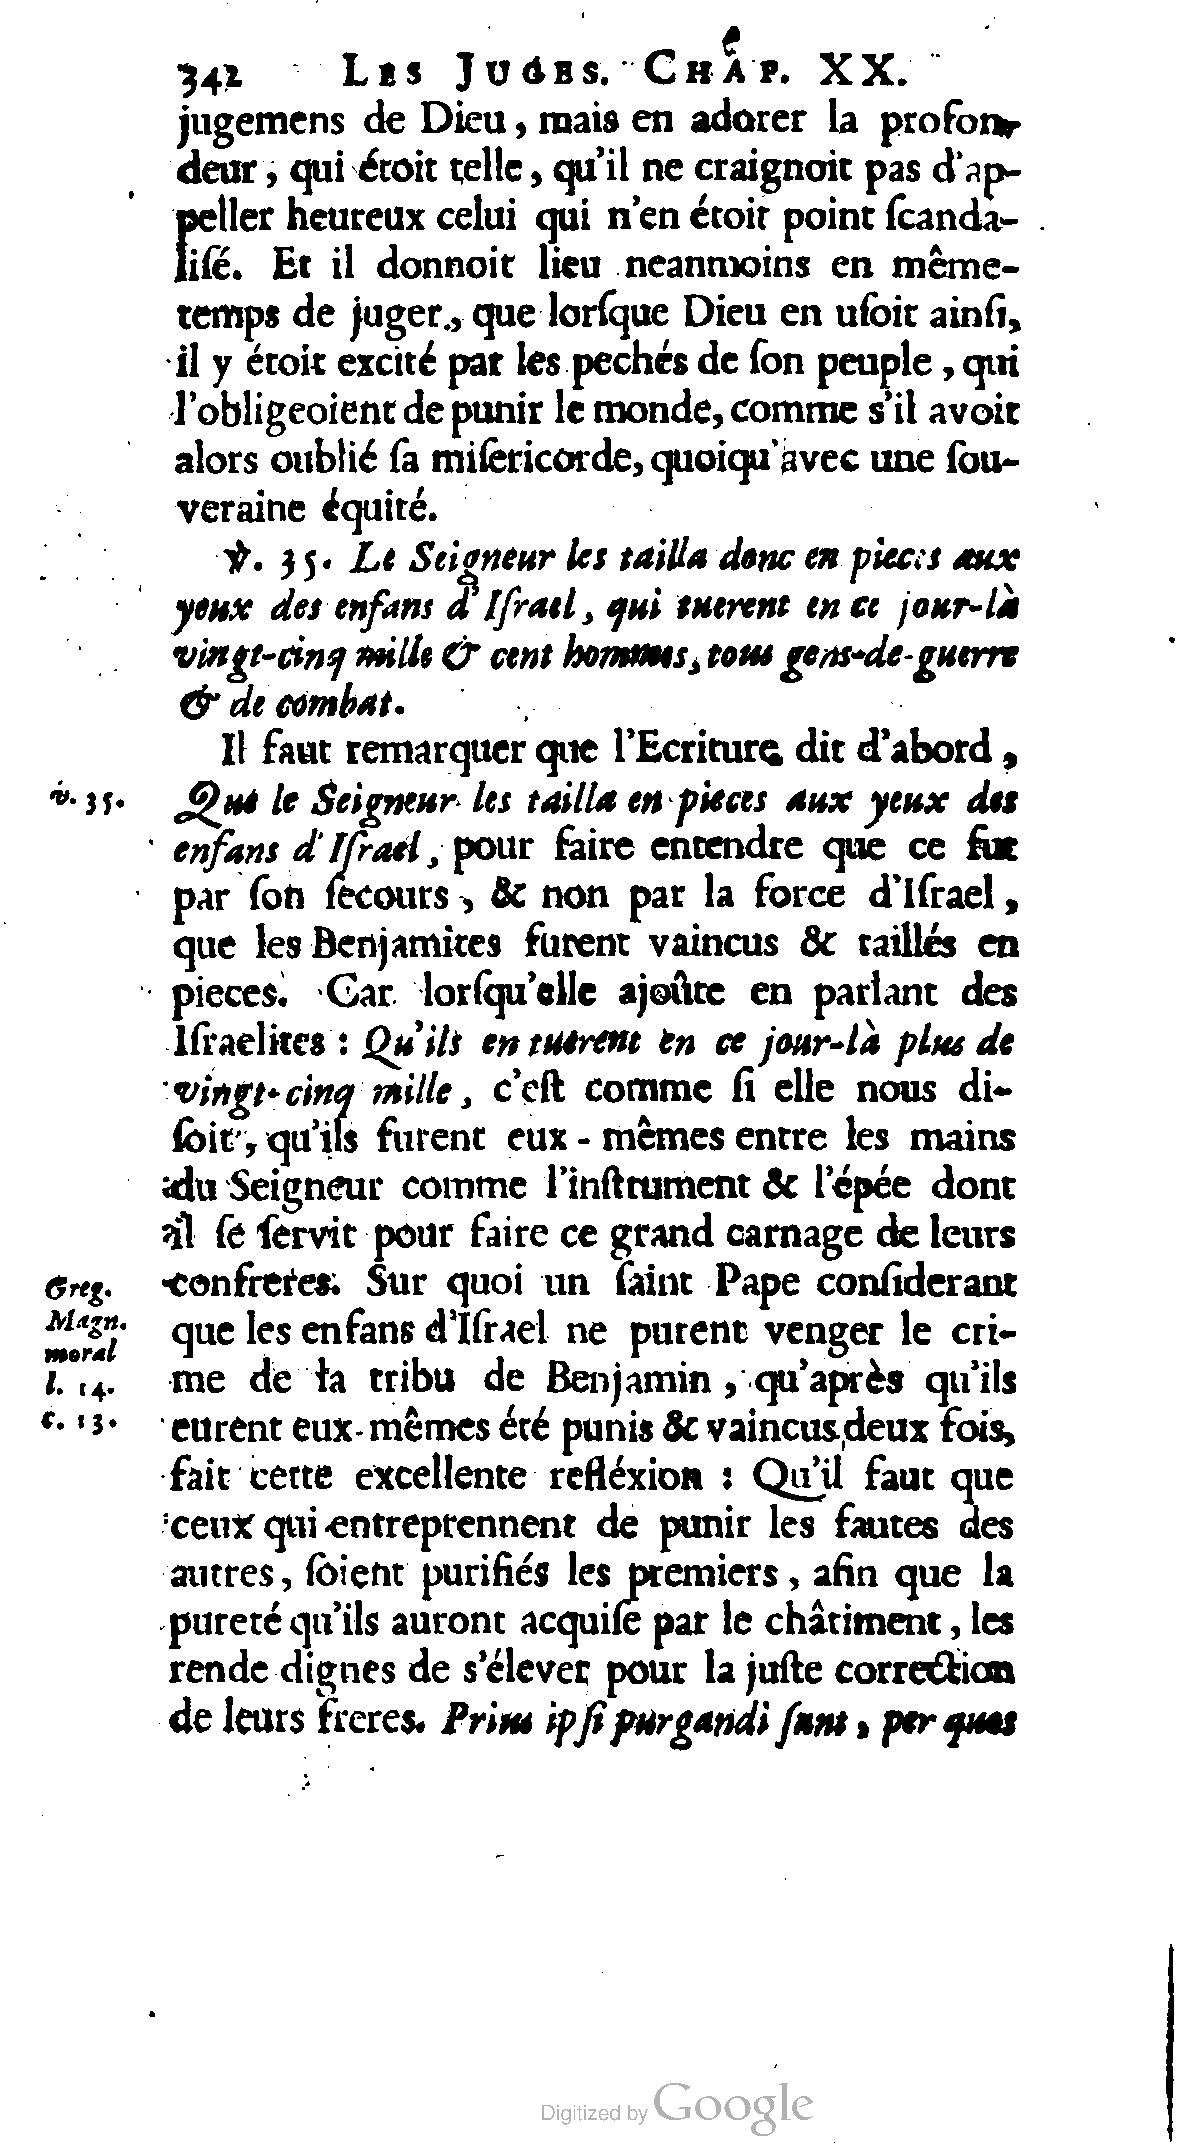 342 LES JUGES. CHAP. XX.
jugemens de Dieu, mais en adorer la profon-
deur, qui étoit telle, qu'il ne craignoit pas d'ap-
peller heureux celui qui n'en étoit point ſcanda-
liſé. Et il donnoit lieu neanmoins en même-
temps de juger, que lorſque Dieu en uſoit ainſi,
il y étoit excité par les pechés de ſon peuple, qui
l'obligeoient de punir le monde, comme s'il avoit
alors oublié ſa miſericorde, quoiqu'avec une ſou-
veraine équité.
℣. 35. Le Seigneur les tailla donc en pieces aux
yeux des enfans d'Iſrael, qui tuerent en ce jour-là
vingt-cinq mille & cent hommes, tous gens-de-guerre
& de combat.
Il faut remarquer que l'Ecriture dit d'abord,
v. 35. Que le Seigneur les tailla en pieces aux yeux des
enfans d'Iſrael, pour faire entendre que ce fut
par ſon ſecours, & non par la force d'Iſrael,
que les Benjamites furent vaincus & taillés en
pieces. Car lorſqu'elle ajoûte en parlant des
Iſraelites : Qu'ils en tuerent en ce jour-là plus de
vingt-cinq mille, c'eſt comme ſi elle nous di-
ſoit, qu'ils furent eux-mêmes entre les mains
du Seigneur comme l'inſtrument & l'épée dont
il ſe ſervit pour faire ce grand carnage de leurs
Greg. confreres. Sur quoi un ſaint Pape conſiderant
Magn. que les enfans d'Iſrael ne purent venger le cri-
moral
l. 14. me de la tribu de Benjamin, qu'après qu'ils
c. 13. eurent eux-mêmes été punis & vaincus deux fois,
fait cette excellente refléxion : Qu'il faut que
ceux qui entreprennent de punir les fautes des
autres, ſoient purifiés les premiers, afin que la
pureté qu'ils auront acquiſe par le châtiment, les
rende dignes de s'élever pour la juſte correction
de leurs freres. Prius ipſi purgandi ſunt, per quos
Digitized by Google